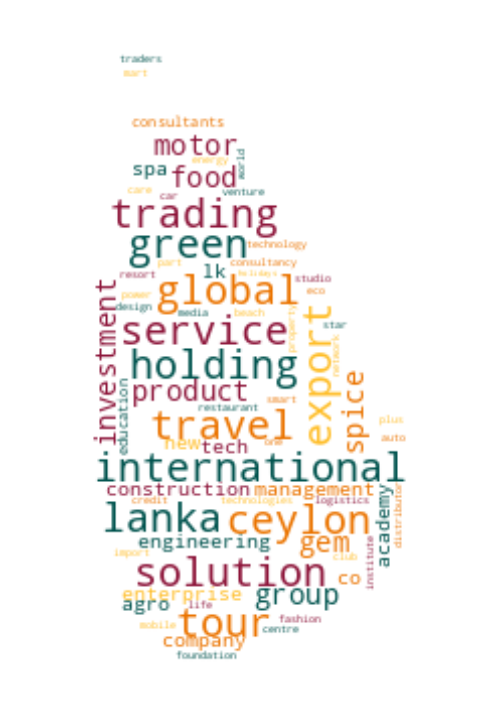 traders
mart
consultants
motor
energy
world
spa
food
care
car
venture
trading
green
technology
part
consultancy
lk
holidays
resort
studio
investment
global
power
eco
design
media
beach
property
export
service
star
network
holding
education
product
spice
smart
restaurant
travel
plus
new
tech
one
auto
international
construction
management
credit
technologies
logistics
academy
distributor
lanka
ceylon
engineering
gem
institute
import
club
solution
co
enterprise
group
agro
life
tour
fashion
mobile
centre
company
foundation